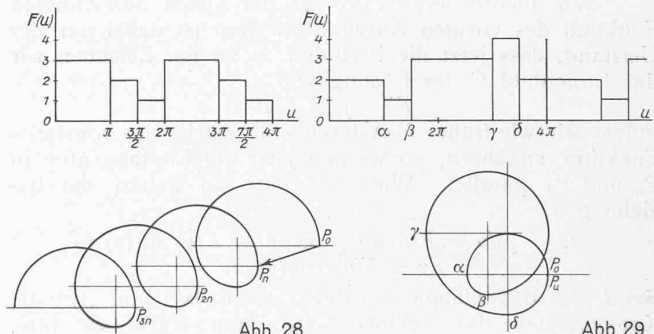 F(u)
4
3
2
1
π 3π/2 2π 3π 7π/2 4π u
F(u)
4
3
2
1
α β 2π γ δ 4π u
P₀
Pₙ
P₂ₙ
P₃ₙ
Abb 28
γ
α
β
δ
P₀
Pᵤ
Abb 29